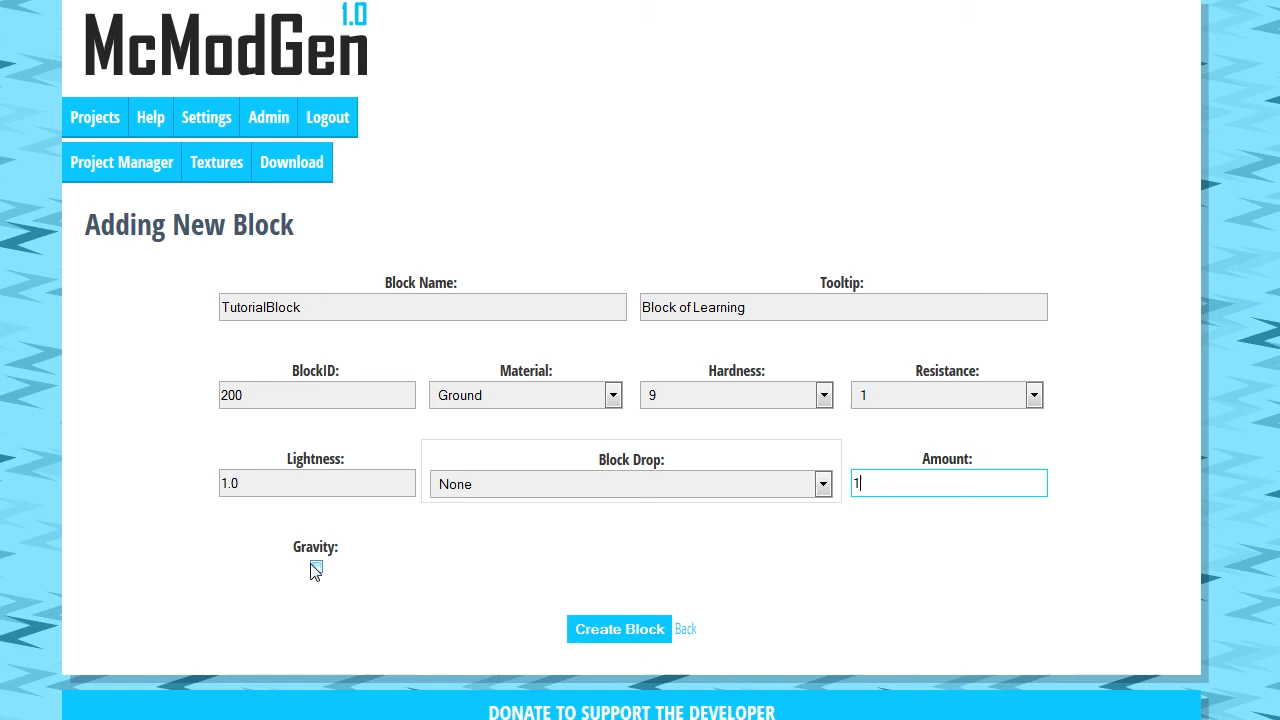 1.0
McModGen
Projects Help Settings Admin Logout
Project Manager Textures Download
Adding New Block
Block Name: Tooltip:
TutorialBlock Block of Learning
BlockID: Material: Hardness: Resistance:
200 Ground 9 1
Lightness: Block Drop: Amount:
1.0 None 1
Gravity:
Create Block Back
DONATE TO SUPPORT THE DEVELOPER